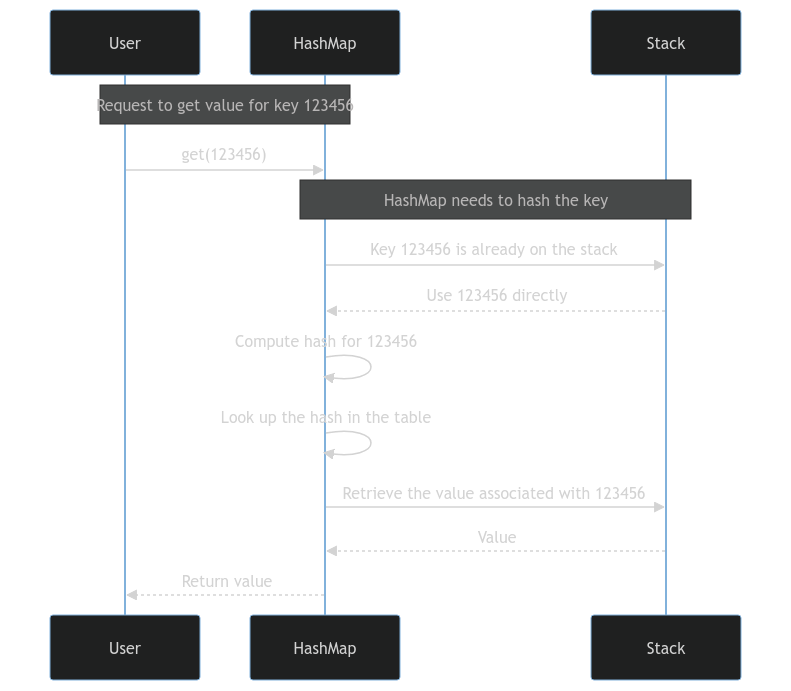 User
HashMap
Stack
Request to get value for key 123456
get(123456)
HashMap needs to hash the key
Key 123456 is already on the stack
Use 123456 directly
Compute hash for 123456
Look up the hash in the table
Retrieve the value associated with 123456
Value
Return value
User
HashMap
Stack